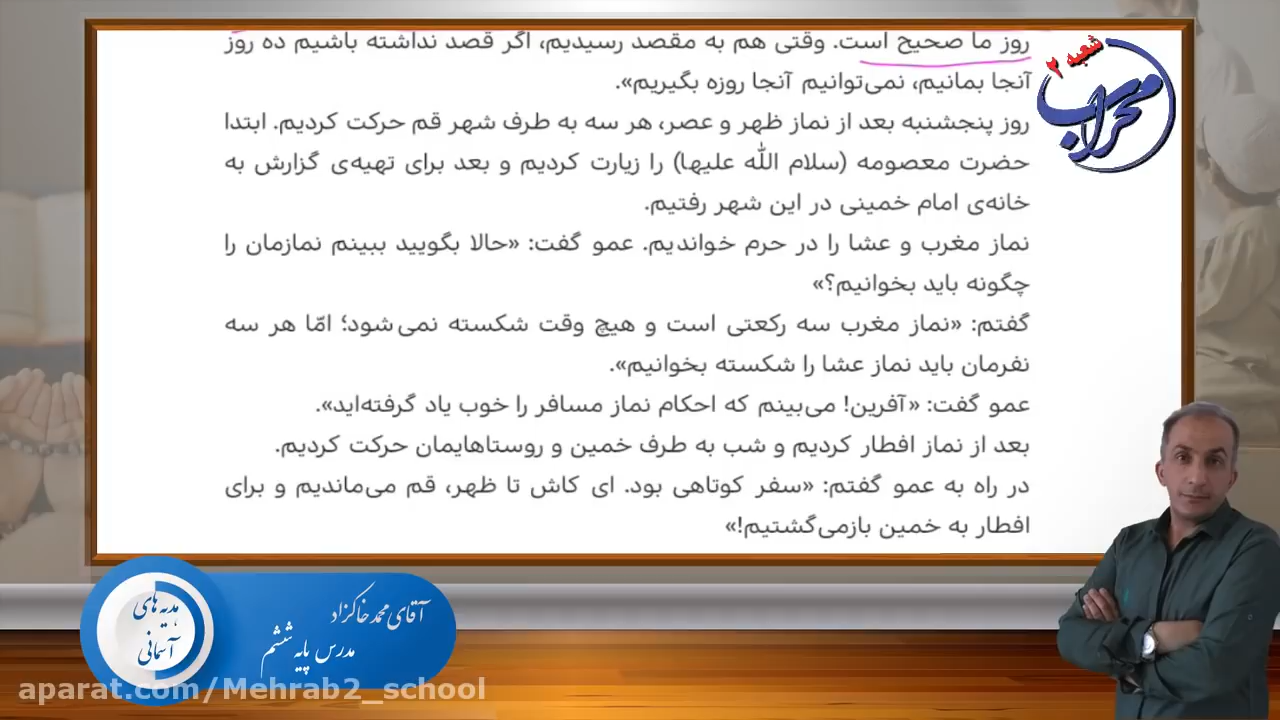 روز ما صحیح است. وقتی هم به مقصد رسیدیم، اگر قصد نداشته باشیم ده روز
آنجا بمانیم، نمی‌توانیم آنجا روزه بگیریم».
روز پنجشنبه بعد از نماز ظهر و عصر، هر سه به طرف شهر قم حرکت کردیم. ابتدا
حضرت معصومه (سلام اللّه علیها) را زیارت کردیم و بعد برای تهیه‌ی گزارش به
خانه‌ی امام خمینی در این شهر رفتیم.
نماز مغرب و عشا را در حرم خواندیم. عمو گفت: «حالا بگویید ببینم نمازمان را
چگونه باید بخوانیم؟»
گفتم: «نماز مغرب سه رکعتی است و هیچ وقت شکسته نمی‌شود؛ امّا هر سه
نفرمان باید نماز عشا را شکسته بخوانیم».
عمو گفت: «آفرین! می‌بینم که احکام نماز مسافر را خوب یاد گرفته‌اید».
بعد از نماز افطار کردیم و شب به طرف خمین و روستاهایمان حرکت کردیم.
در راه به عمو گفتم: «سفر کوتاهی بود. ای کاش تا ظهر، قم می‌ماندیم و برای
افطار به خمین بازمی‌گشتیم!»
محراب
شعبه ۲
هدیه های
آسمانی
آقای محمد خاکزاد
مدرس پایه ششم
aparat.com/Mehrab2_school